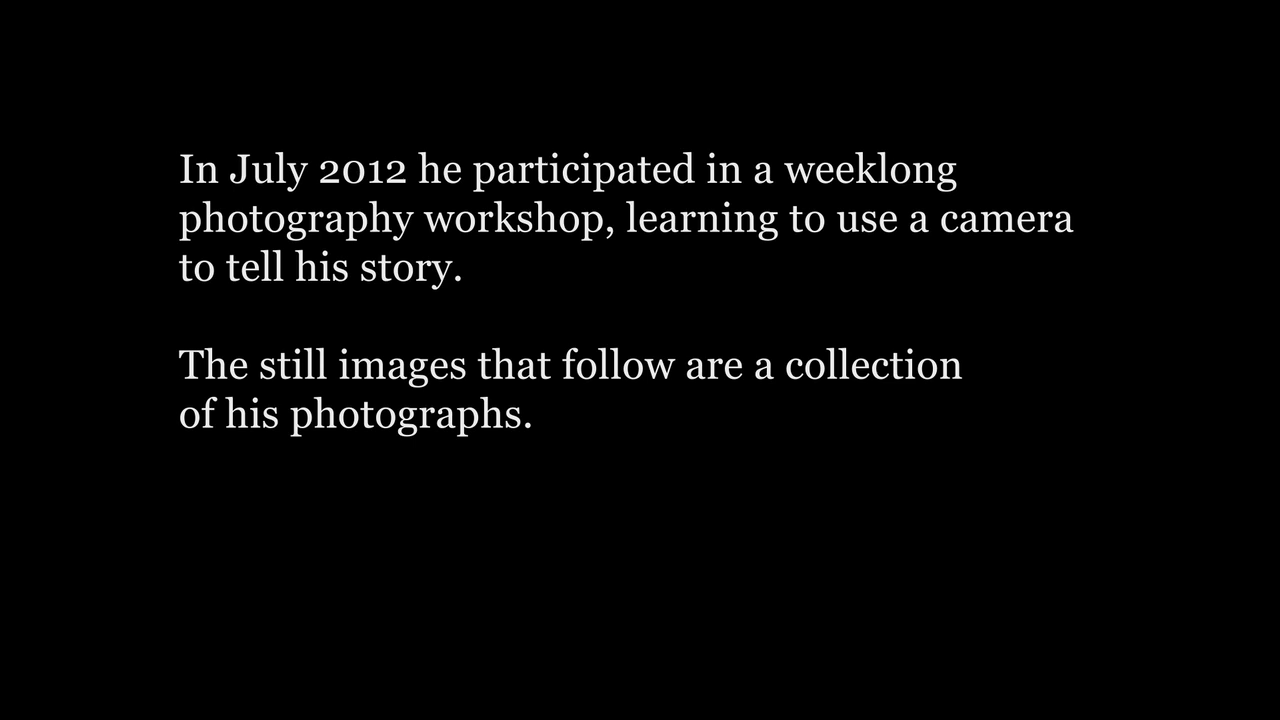 In July 2012 he participated in a weeklong
photography workshop, learning to use a camera
to tell his story.
The still images that follow are a collection
of his photographs.